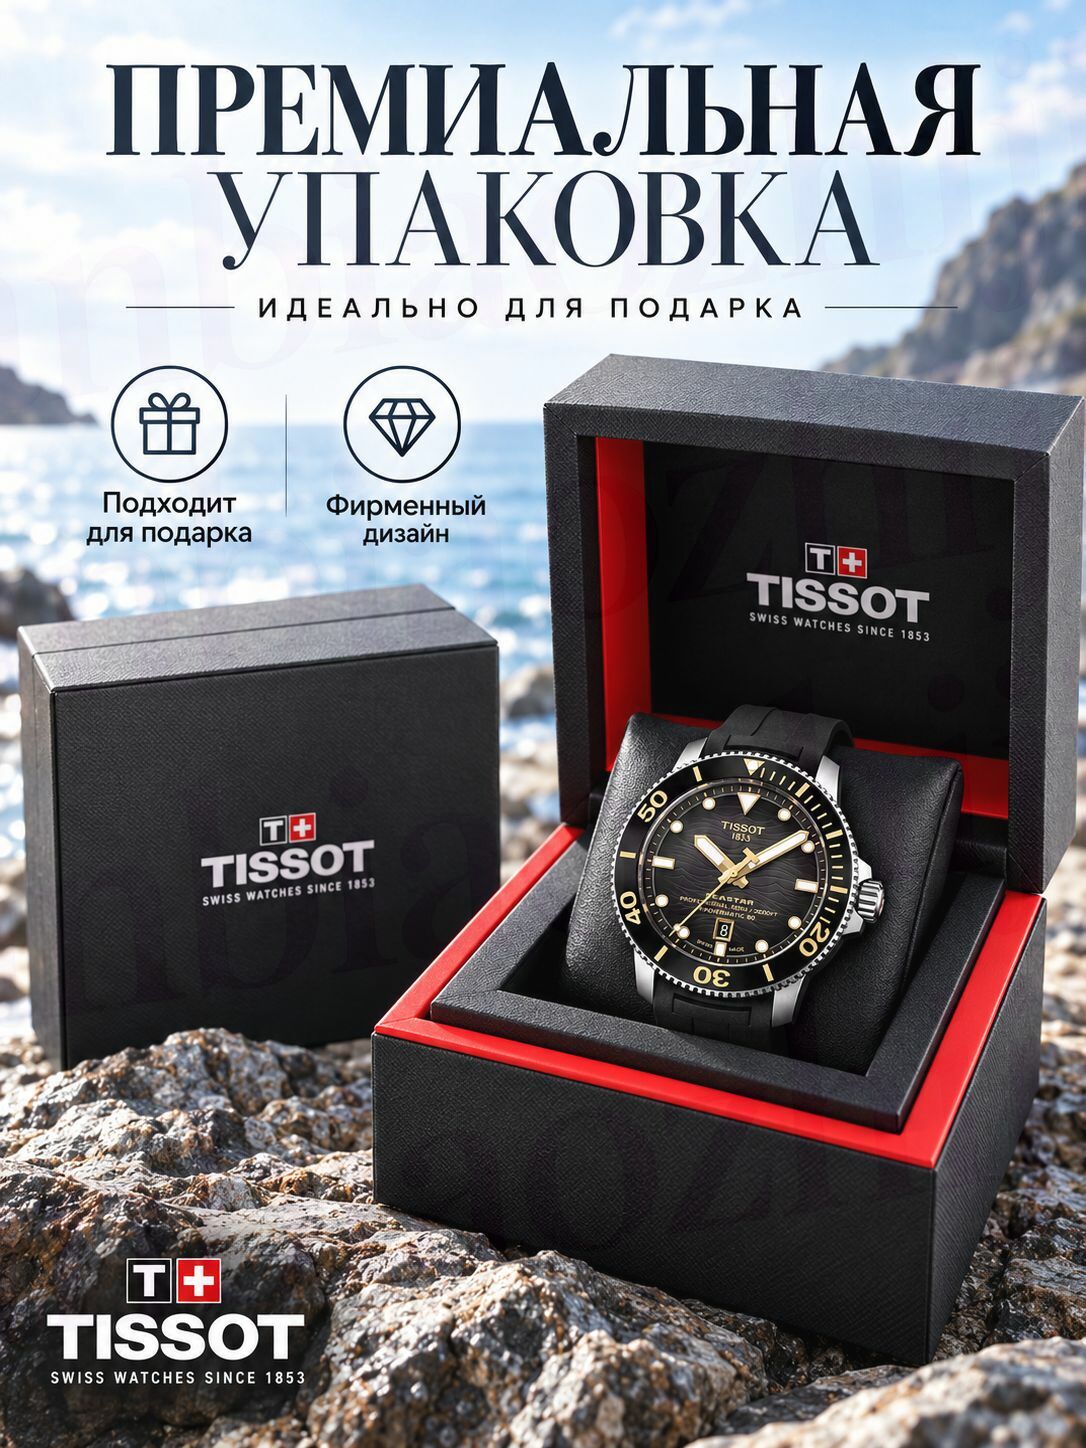 ПРЕМИАЛЬНАЯ
УПАКОВКА
ИДЕАЛЬНО ДЛЯ ПОДАРКА
Подходит
для подарка
Фирменный
дизайн
T+
TISSOT
SWISS WATCHES SINCE 1853
50
TISSOT
1853
SEASTAR
8
40
20
30
T+
TISSOT
SWISS WATCHES SINCE 1853
T+
TISSOT
SWISS WATCHES SINCE 1853